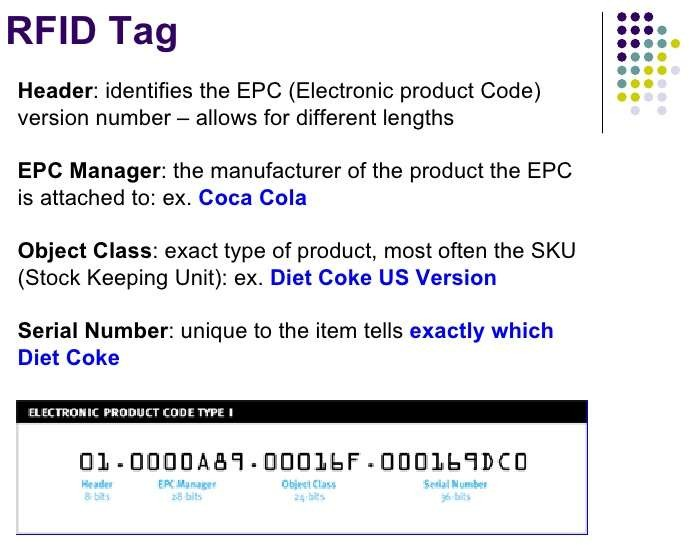 RFID Tag
Header: identifies the EPC (Electronic product Code)
version number – allows for different lengths
EPC Manager: the manufacturer of the product the EPC
is attached to: ex. Coca Cola
Object Class: exact type of product, most often the SKU
(Stock Keeping Unit): ex. Diet Coke US Version
Serial Number: unique to the item tells exactly which
Diet Coke
ELECTRONIC PRODUCT CODE TYPE I
01.0000A89.00016F.000169DC0
Header EPC Manager Object Class Serial Number
8-bits 28-bits 24-bits 36-bits